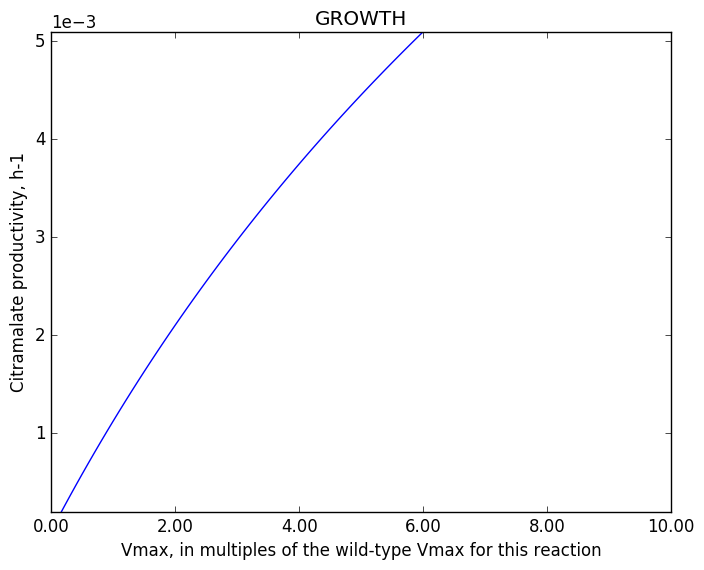 GROWTH
1e−3
5
4
3
2
1
Citramalate productivity, h-1
0.00 2.00 4.00 6.00 8.00 10.00
Vmax, in multiples of the wild-type Vmax for this reaction